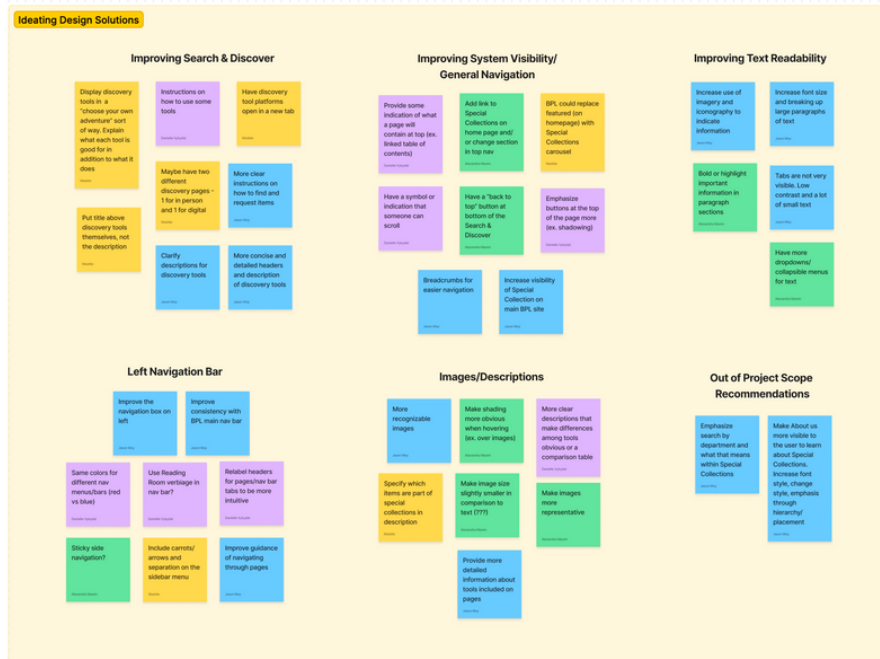 Ideating Design Solutions
Improving Search & Discover
Display discovery
tools in a
"choose your own
adventure" sort
of way. Explain
what each tool is
good for in
addition to what it
does
Instructions on
how to use some
tools
Have discovery
tool platforms
open in a new tab
Maybe have two
different
discovery pages -
1 for in person
and 1 for digital
More clear
instructions on
how to find and
request items
Put title above
discovery tools
themselves, not
the description
Clarify
descriptions for
discovery tools
More concise and
detailed headers
and description
of discovery tools
Improving System Visibility/
General Navigation
Provide some
indication of what
a page will
contain at top (ex.
linked table of
contents)
Add link to
Special
Collections on
home page and/
or change section
in top nav
BPL could replace
featured (on
homepage) with
Special
Collections
carousel
Have a symbol or
indication that
someone can
scroll
Have a "back to
top" button at
bottom of the
Search &
Discover
Emphasize
buttons at the top
of the page more
(ex. shadowing)
Breadcrumbs for
easier navigation
Increase visibility
of Special
Collection on
main BPL site
Improving Text Readability
Increase use of
imagery and
iconography to
indicate
information
Increase font size
and breaking up
large paragraphs
of text
Bold or highlight
important
information in
paragraph
sections
Tabs are not very
visible. Low
contrast and a lot
of small text
Have more
dropdowns/
collapsible menus
for text
Left Navigation Bar
Improve the
navigation box on
left
Improve
consistency with
BPL main nav bar
Same colors for
different nav
menus/bars (red
vs blue)
Use Reading
Room verbiage in
nav bar?
Relabel headers
for pages/nav bar
tabs to be more
intuitive
Sticky side
navigation?
Include carrots/
arrows and
separation on the
sidebar menu
Improve guidance
of navigating
through pages
Images/Descriptions
More
recognizable
images
Make shading
more obvious
when hovering
(ex. over images)
More clear
descriptions that
make differences
among tools
obvious or a
comparison table
Specify which
items are part of
special
collections in
description
Make image size
slightly smaller in
comparison to
text (???)
Make images
more
representative
Provide more
detailed
information about
tools included on
pages
Out of Project Scope
Recommendations
Emphasize
search by
department and
what that means
within Special
Collections
Make About us
more visible to
the user to learn
about Special
Collections.
Increase font
style, change
style, emphasis
through
hierarchy/
placement